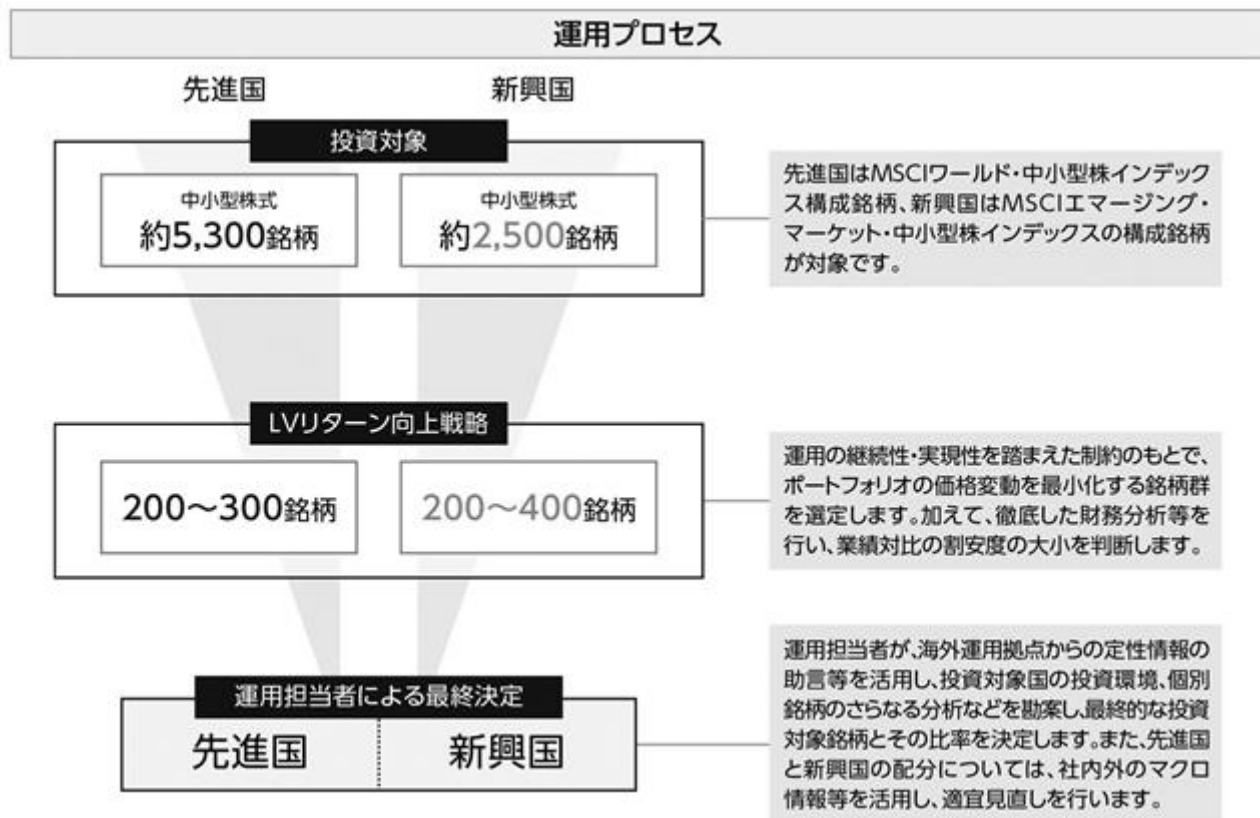 運用プロセス
先進国
新興国
投資対象
中小型株式
約5,300銘柄
中小型株式
約2,500銘柄
先進国はMSCIワールド・中小型株インデック
ス構成銘柄、新興国はMSCIエマージング・
マーケット・中小型株インデックスの構成銘柄
が対象です。
LVリターン向上戦略
200〜300銘柄
200〜400銘柄
運用の継続性・実現性を踏まえた制約のもとで、
ポートフォリオの価格変動を最小化する銘柄群
を選定します。加えて、徹底した財務分析等を
行い、業績対比の割安度の大小を判断します。
運用担当者による最終決定
先進国
新興国
運用担当者が、海外運用拠点からの定性情報の
助言等を活用し、投資対象国の投資環境、個別
銘柄のさらなる分析などを勘案し、最終的な投資
対象銘柄とその比率を決定します。また、先進国
と新興国の配分については、社内外のマクロ
情報等を活用し、適宜見直しを行います。